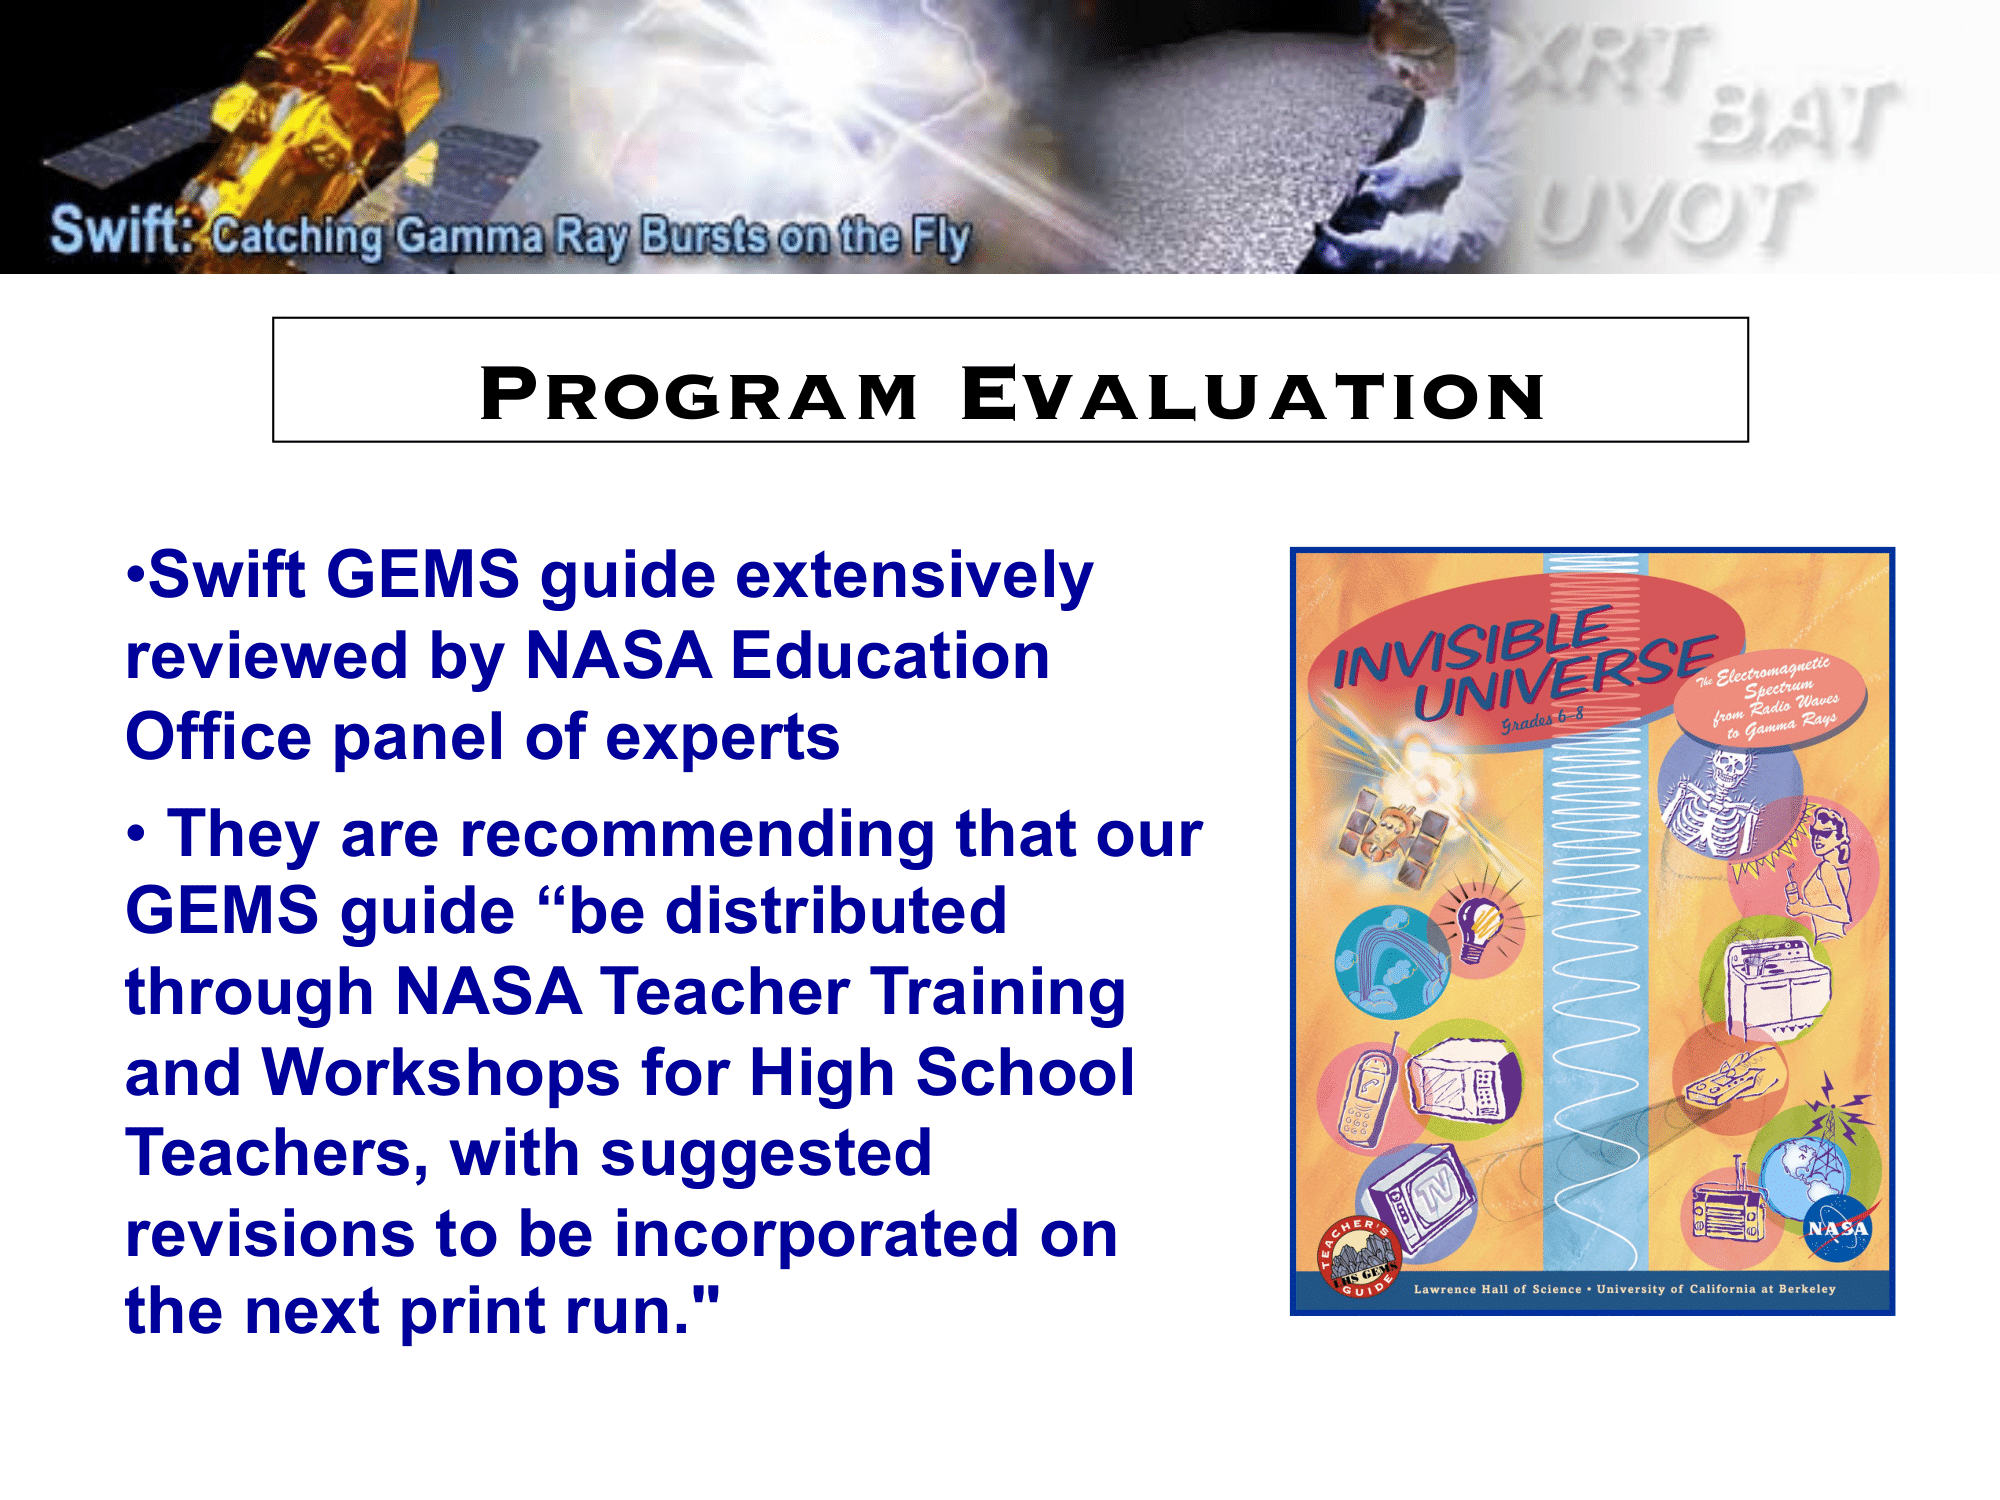 XRT
BAT
UVOT
Swift: Catching Gamma Ray Bursts on the Fly
PROGRAM EVALUATION
•Swift GEMS guide extensively
reviewed by NASA Education
Office panel of experts
• They are recommending that our
GEMS guide “be distributed
through NASA Teacher Training
and Workshops for High School
Teachers, with suggested
revisions to be incorporated on
the next print run."
INVISIBLE
UNIVERSE
Grades 6–8
The Electromagnetic
Spectrum
from Radio Waves
to Gamma Rays
TV
NASA
TEACHER'S
LHS GEMS
GUIDE
Lawrence Hall of Science • University of California at Berkeley